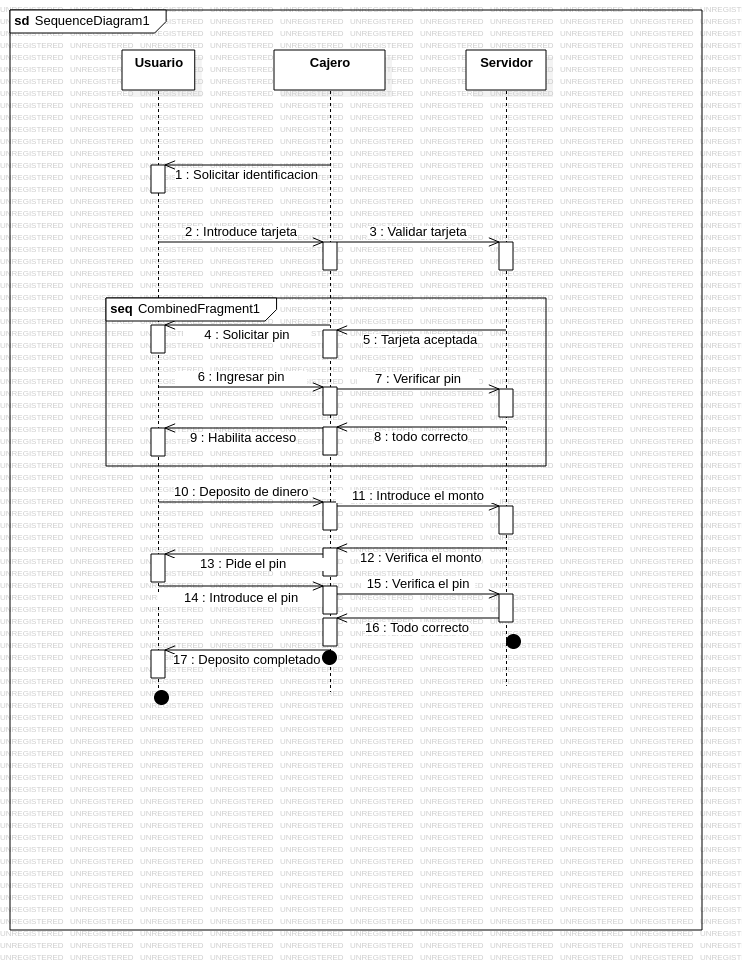 sd SequenceDiagram1
Usuario
Cajero
Servidor
1 : Solicitar identificacion
2 : Introduce tarjeta
3 : Validar tarjeta
seq CombinedFragment1
4 : Solicitar pin
5 : Tarjeta aceptada
6 : Ingresar pin
7 : Verificar pin
8 : todo correcto
9 : Habilita acceso
10 : Deposito de dinero
11 : Introduce el monto
12 : Verifica el monto
13 : Pide el pin
14 : Introduce el pin
15 : Verifica el pin
16 : Todo correcto
17 : Deposito completado
UNREGISTERED